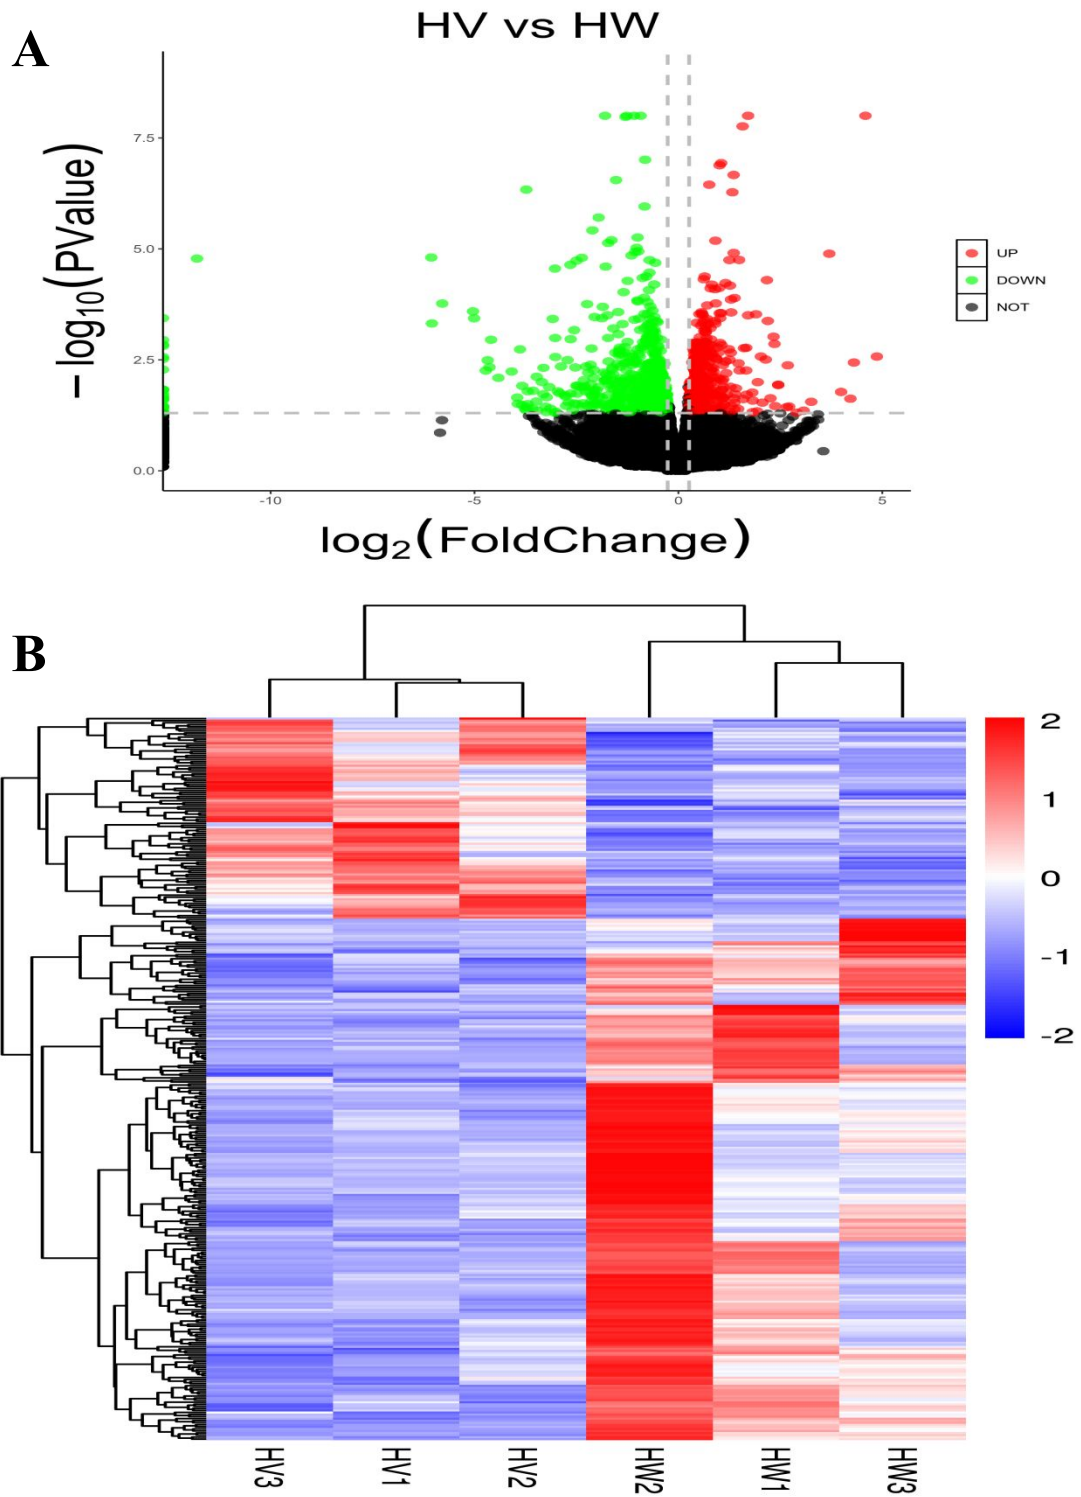 HV vs HW
A
7.5
5.0
2.5
0.0
−log10(PValue)
-10
-5
0
5
log2(FoldChange)
UP
DOWN
NOT
B
2
1
0
-1
-2
HV3
HV1
HV2
HW2
HW1
HW3